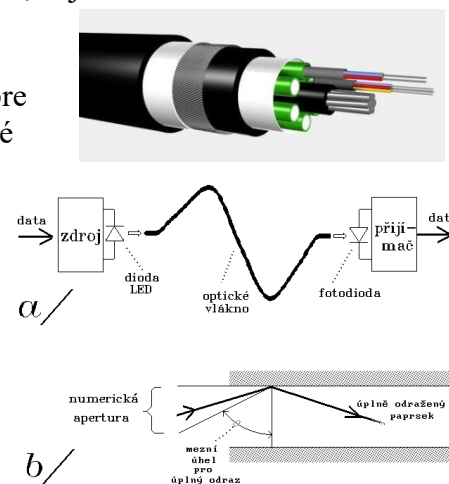 ore
é
data
zdroj
přijí-
mač
dioda
LED
optické
vlákno
fotodioda
a
numerická
apertura
úplně odražený
paprsek
mezní
úhel
pro
úplný odraz
b